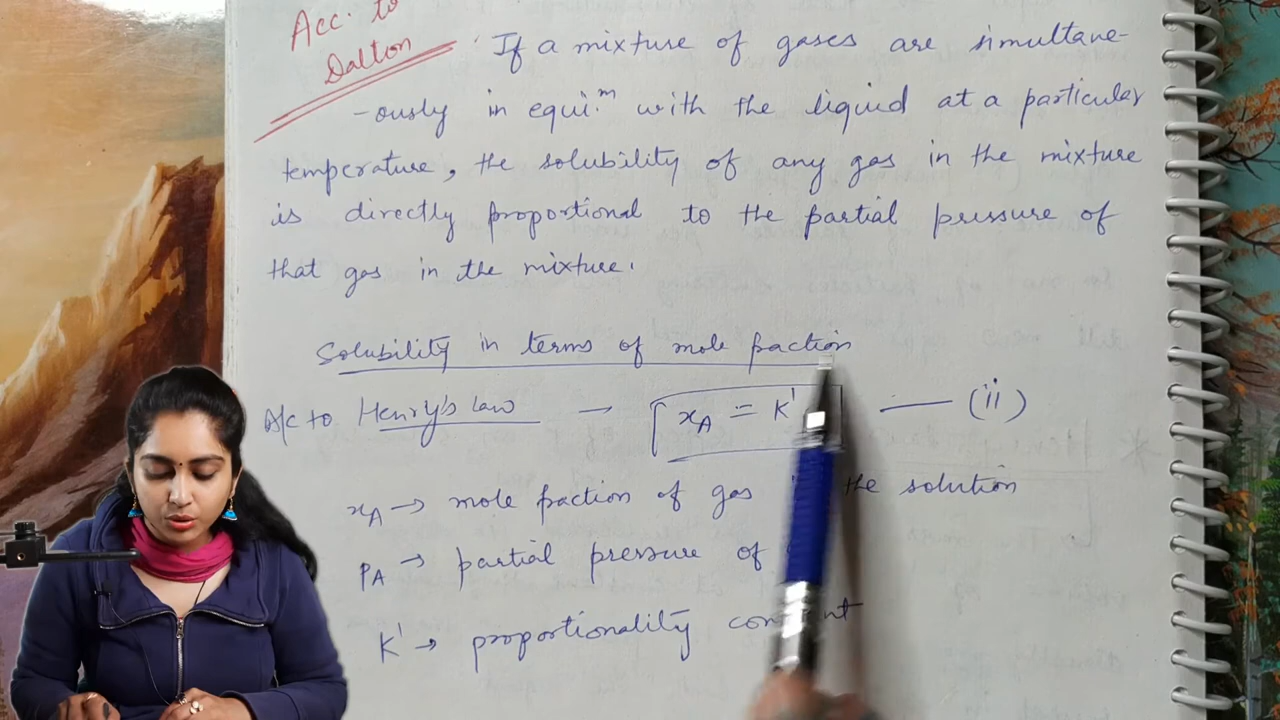 Acc. to
Dalton
If a mixture of gases are simultane-
-ously in equi.m with the liquid at a particular
temperature, the solubility of any gas in the mixture
is directly proportional to the partial pressure of
that gas in the mixture.
Solubility in terms of mole fraction
A/c to Henry's law → xA = K' —— (ii)
xA → mole fraction of gas the solution
pA → partial pressure of
K' → proportionality